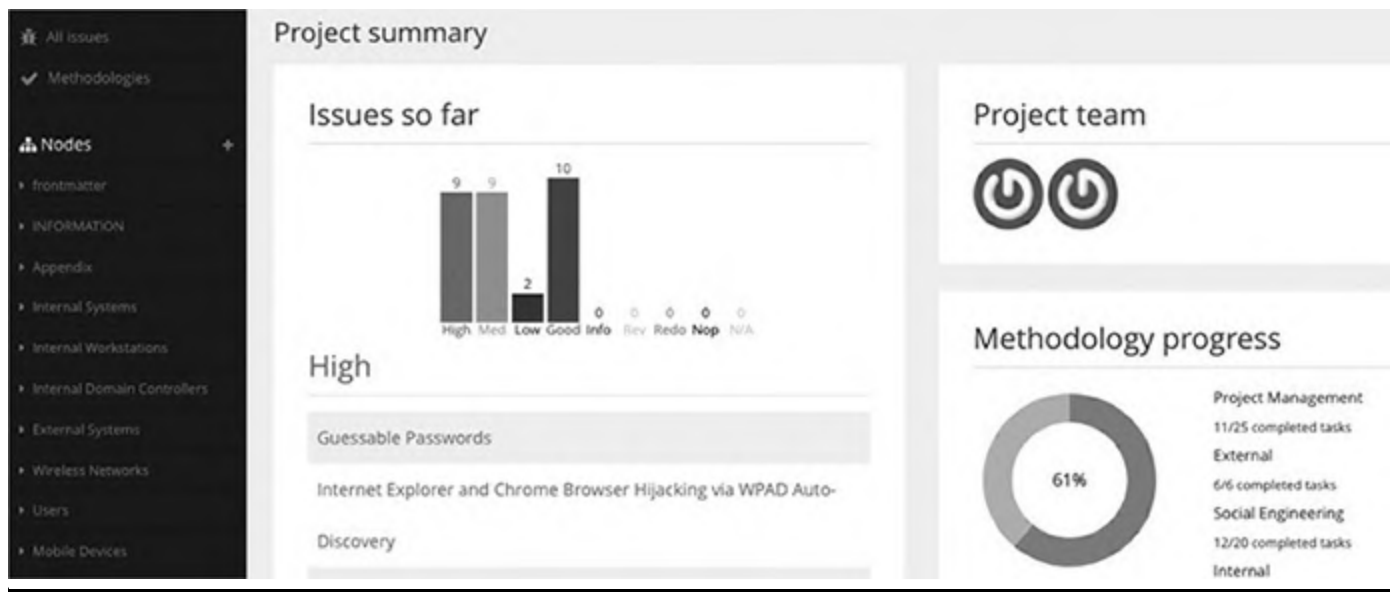 All issues
Methodologies
Nodes +
frontmatter
INFORMATION
Appendix
Internal Systems
Internal Workstations
Internal Domain Controllers
External Systems
Wireless Networks
Users
Mobile Devices
Project summary
Issues so far
9 9 2 10 0 0 0 0 0
High Med Low Good Info Rev Redo Nop N/A
High
Guessable Passwords
Internet Explorer and Chrome Browser Hijacking via WPAD Auto-
Discovery
Project team
Methodology progress
61%
Project Management
11/25 completed tasks
External
6/6 completed tasks
Social Engineering
12/20 completed tasks
Internal